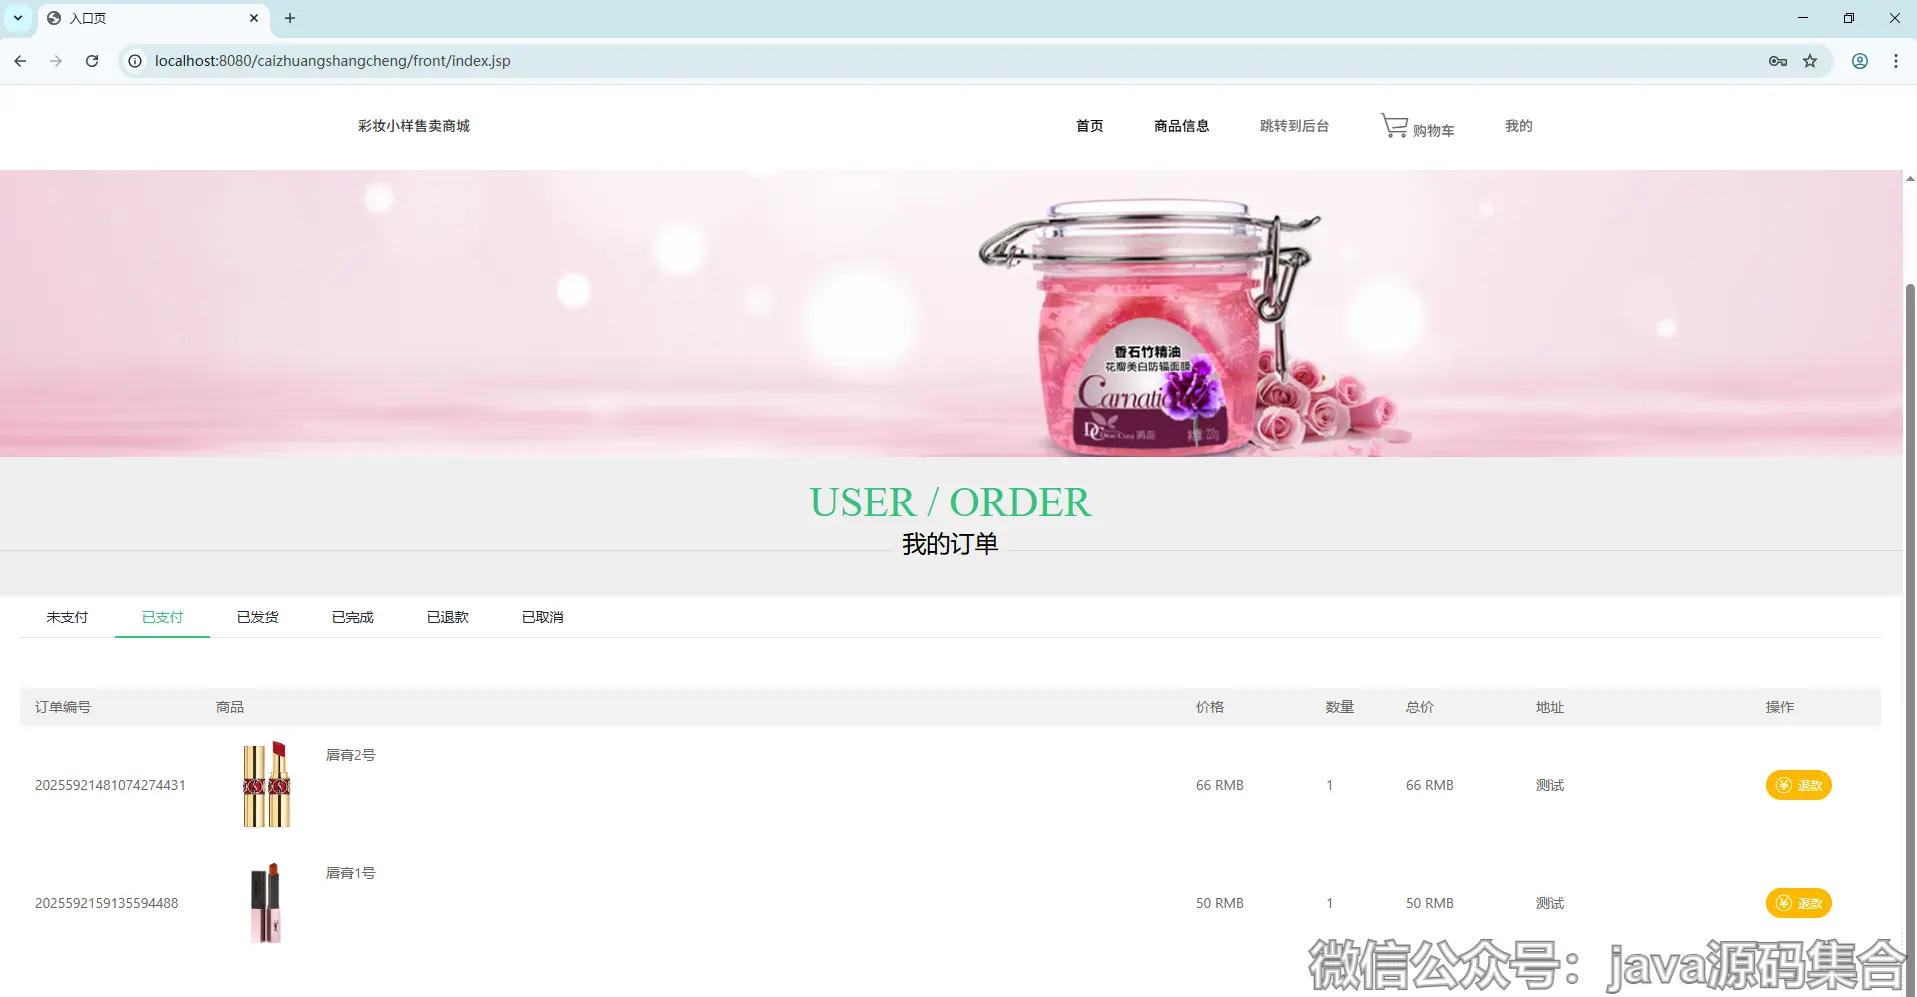 入口页
localhost:8080/caizhuangshangcheng/front/index.jsp
彩妆小样售卖商城 首页 商品信息 跳转到后台 购物车 我的
香石竹精油
花瓣美白防辐面膜
Carnatio
DC
USER / ORDER
我的订单
未支付 已支付 已发货 已完成 已退款 已取消
订单编号 商品 价格 数量 总价 地址 操作
唇膏2号
20255921481074274431 66 RMB 1 66 RMB 测试 退款
唇膏1号
2025592159135594488 50 RMB 1 50 RMB 测试 退款
微信公众号：java源码集合